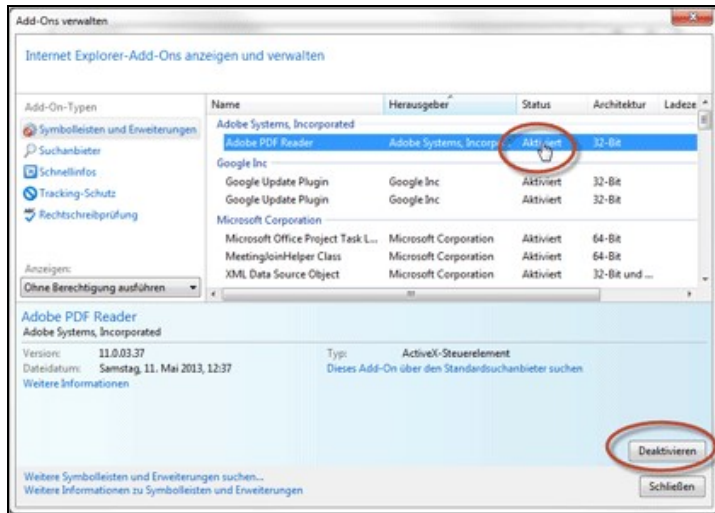 Add-Ons verwalten
Internet Explorer-Add-Ons anzeigen und verwalten
Add-On-Typen
Symbolleisten und Erweiterungen
Suchanbieter
Schnellinfos
Tracking-Schutz
Rechtschreibprüfung
Anzeigen:
Ohne Berechtigung ausführen
Name Herausgeber Status Architektur Ladeze
Adobe Systems, Incorporated
Adobe PDF Reader Adobe Systems, Incorp... Aktiviert 32-Bit
Google Inc
Google Update Plugin Google Inc Aktiviert 32-Bit
Google Update Plugin Google Inc Aktiviert 32-Bit
Microsoft Corporation
Microsoft Office Project Task L... Microsoft Corporation Aktiviert 64-Bit
MeetingJoinHelper Class Microsoft Corporation Aktiviert 64-Bit
XML Data Source Object Microsoft Corporation Aktiviert 32-Bit und ...
Adobe PDF Reader
Adobe Systems, Incorporated
Version: 11.0.03.37
Dateidatum: Samstag, 11. Mai 2013, 12:37
Weitere Informationen
Typ: ActiveX-Steuerelement
Dieses Add-On über den Standardsuchanbieter suchen
Deaktivieren
Weitere Symbolleisten und Erweiterungen suchen...
Weitere Informationen zu Symbolleisten und Erweiterungen
Schließen